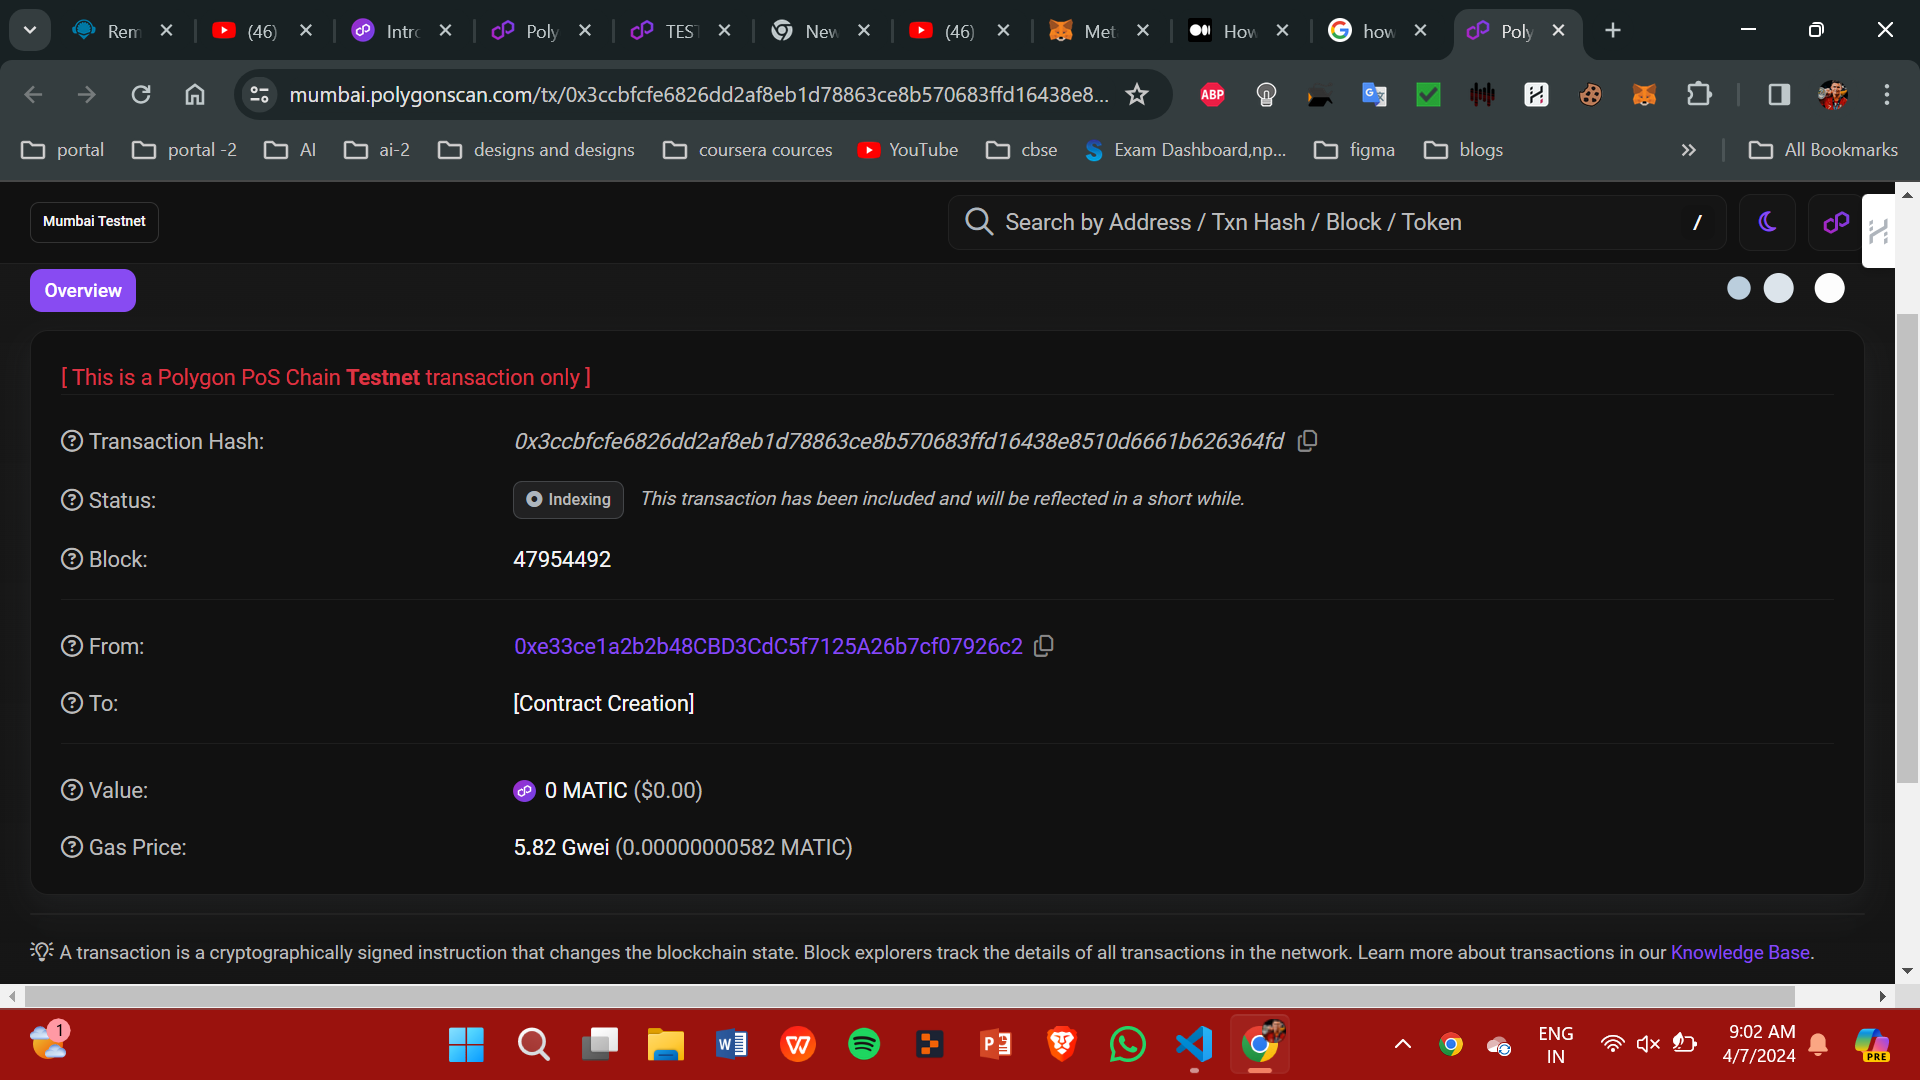 Rem
(46)
Intro
Poly
TEST
New
(46)
Met
How
how
Poly
mumbai.polygonscan.com/tx/0x3ccbfcfe6826dd2af8eb1d78863ce8b570683ffd16438e8...
ABP
portal
portal -2
AI
ai-2
designs and designs
coursera cources
YouTube
cbse
Exam Dashboard,np...
figma
blogs
»
All Bookmarks
Mumbai Testnet
Search by Address / Txn Hash / Block / Token
/
Overview
[ This is a Polygon PoS Chain Testnet transaction only ]
Transaction Hash: 0x3ccbfcfe6826dd2af8eb1d78863ce8b570683ffd16438e8510d6661b626364fd
Status: Indexing This transaction has been included and will be reflected in a short while.
Block: 47954492
From: 0xe33ce1a2b2b48CBD3CdC5f7125A26b7cf07926c2
To: [Contract Creation]
Value: 0 MATIC ($0.00)
Gas Price: 5.82 Gwei (0.00000000582 MATIC)
A transaction is a cryptographically signed instruction that changes the blockchain state. Block explorers track the details of all transactions in the network. Learn more about transactions in our Knowledge Base.
1
ENG
IN
9:02 AM
4/7/2024
PRE